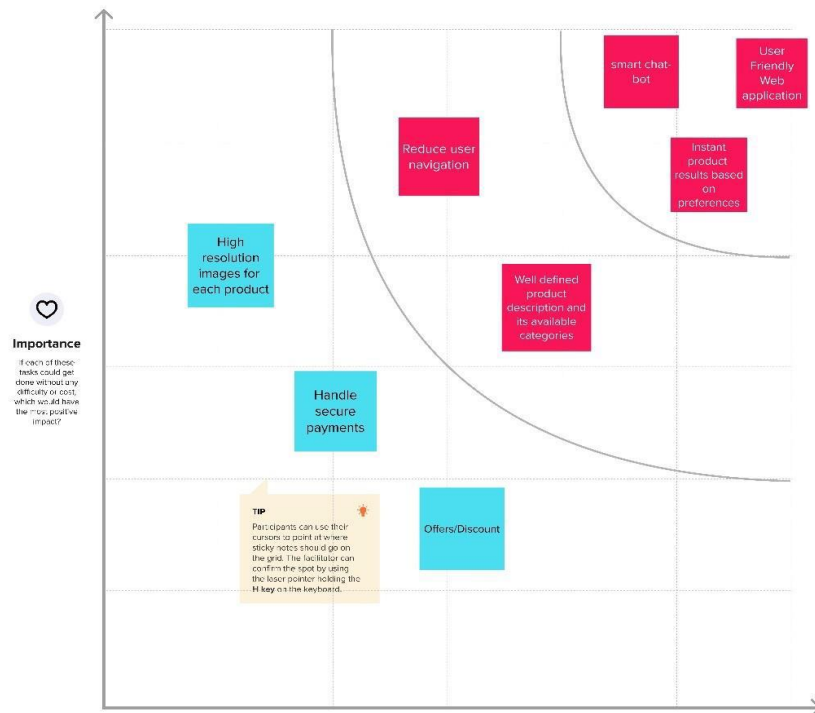 smart chat-
bot
User
Friendly
Web
application
Reduce user
navigation
Instant
product
results based
on
preferences
High
resolution
images for
each product
Well defined
product
description and
its available
categories
Importance
If each of these
tasks could get
done without any
difficulty or cost,
which would have
the most positive
impact?
Handle
secure
payments
TIP
Participants can use their
cursors to point at where
sticky notes should go on
the grid. The facilitator can
confirm the spot by using
the laser pointer holding the
H key on the keyboard.
Offers/Discount